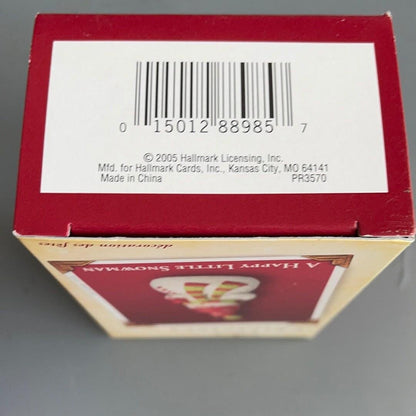 0 15012 88985 7
© 2005 Hallmark Licensing, Inc.
Mfd. for Hallmark Cards, Inc., Kansas City, MO 64141
Made in China PR3570
décoration des fêtes
A Happy Little Snowman